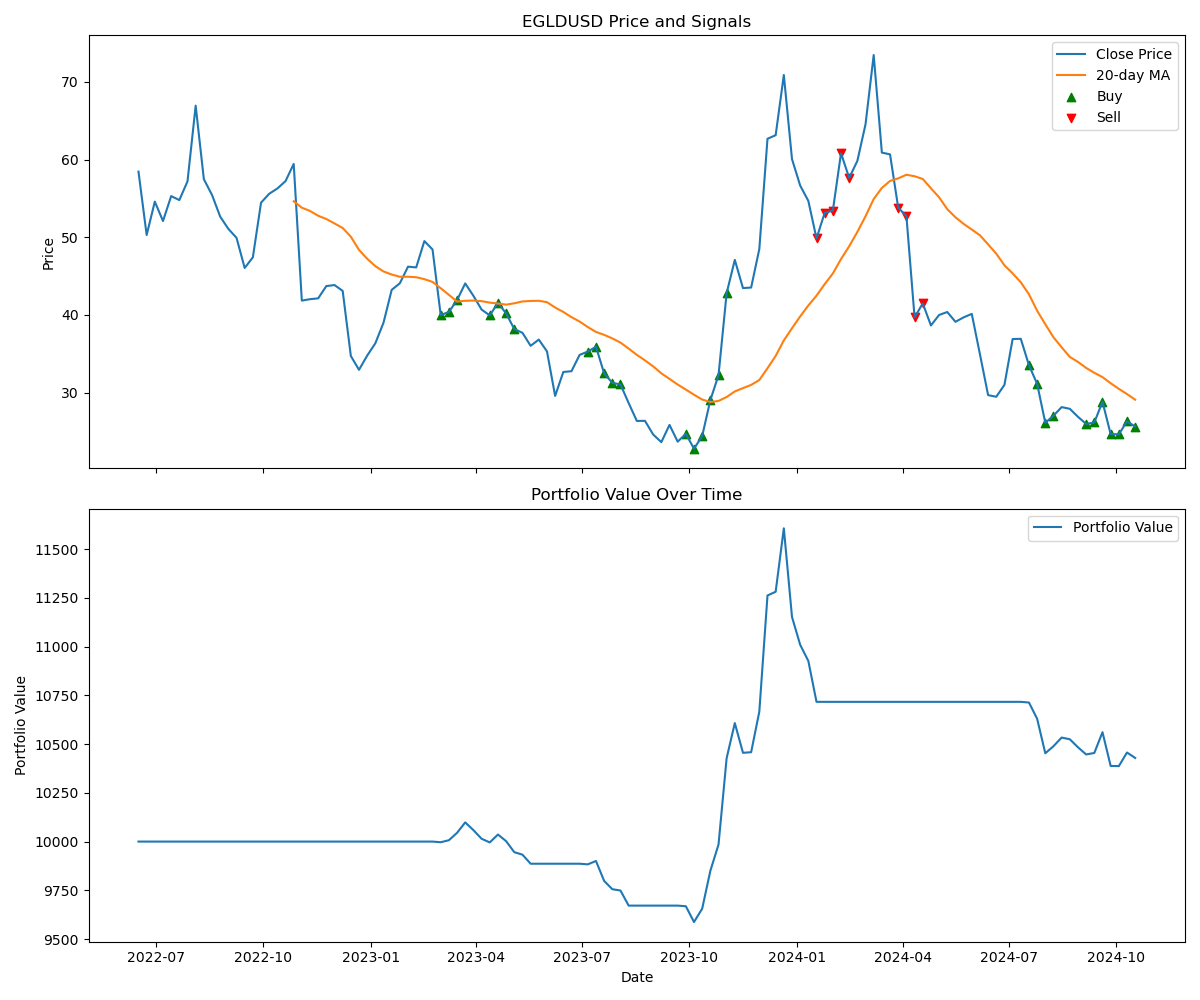 EGLDUSD Price and Signals
Price
70
60
50
40
30
Close Price
20-day MA
Buy
Sell
Portfolio Value Over Time
Portfolio Value
11500
11250
11000
10750
10500
10250
10000
9750
9500
Portfolio Value
2022-07
2022-10
2023-01
2023-04
2023-07
2023-10
2024-01
2024-04
2024-07
2024-10
Date